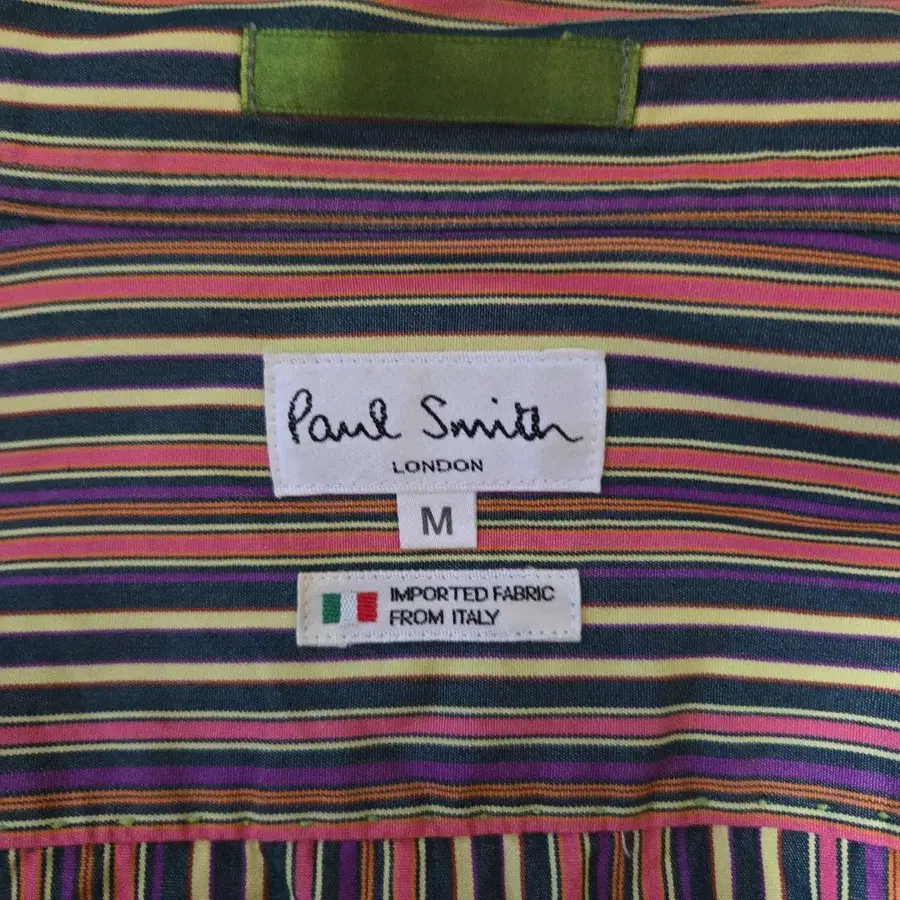 Paul Smith
LONDON
M
IMPORTED FABRIC
FROM ITALY